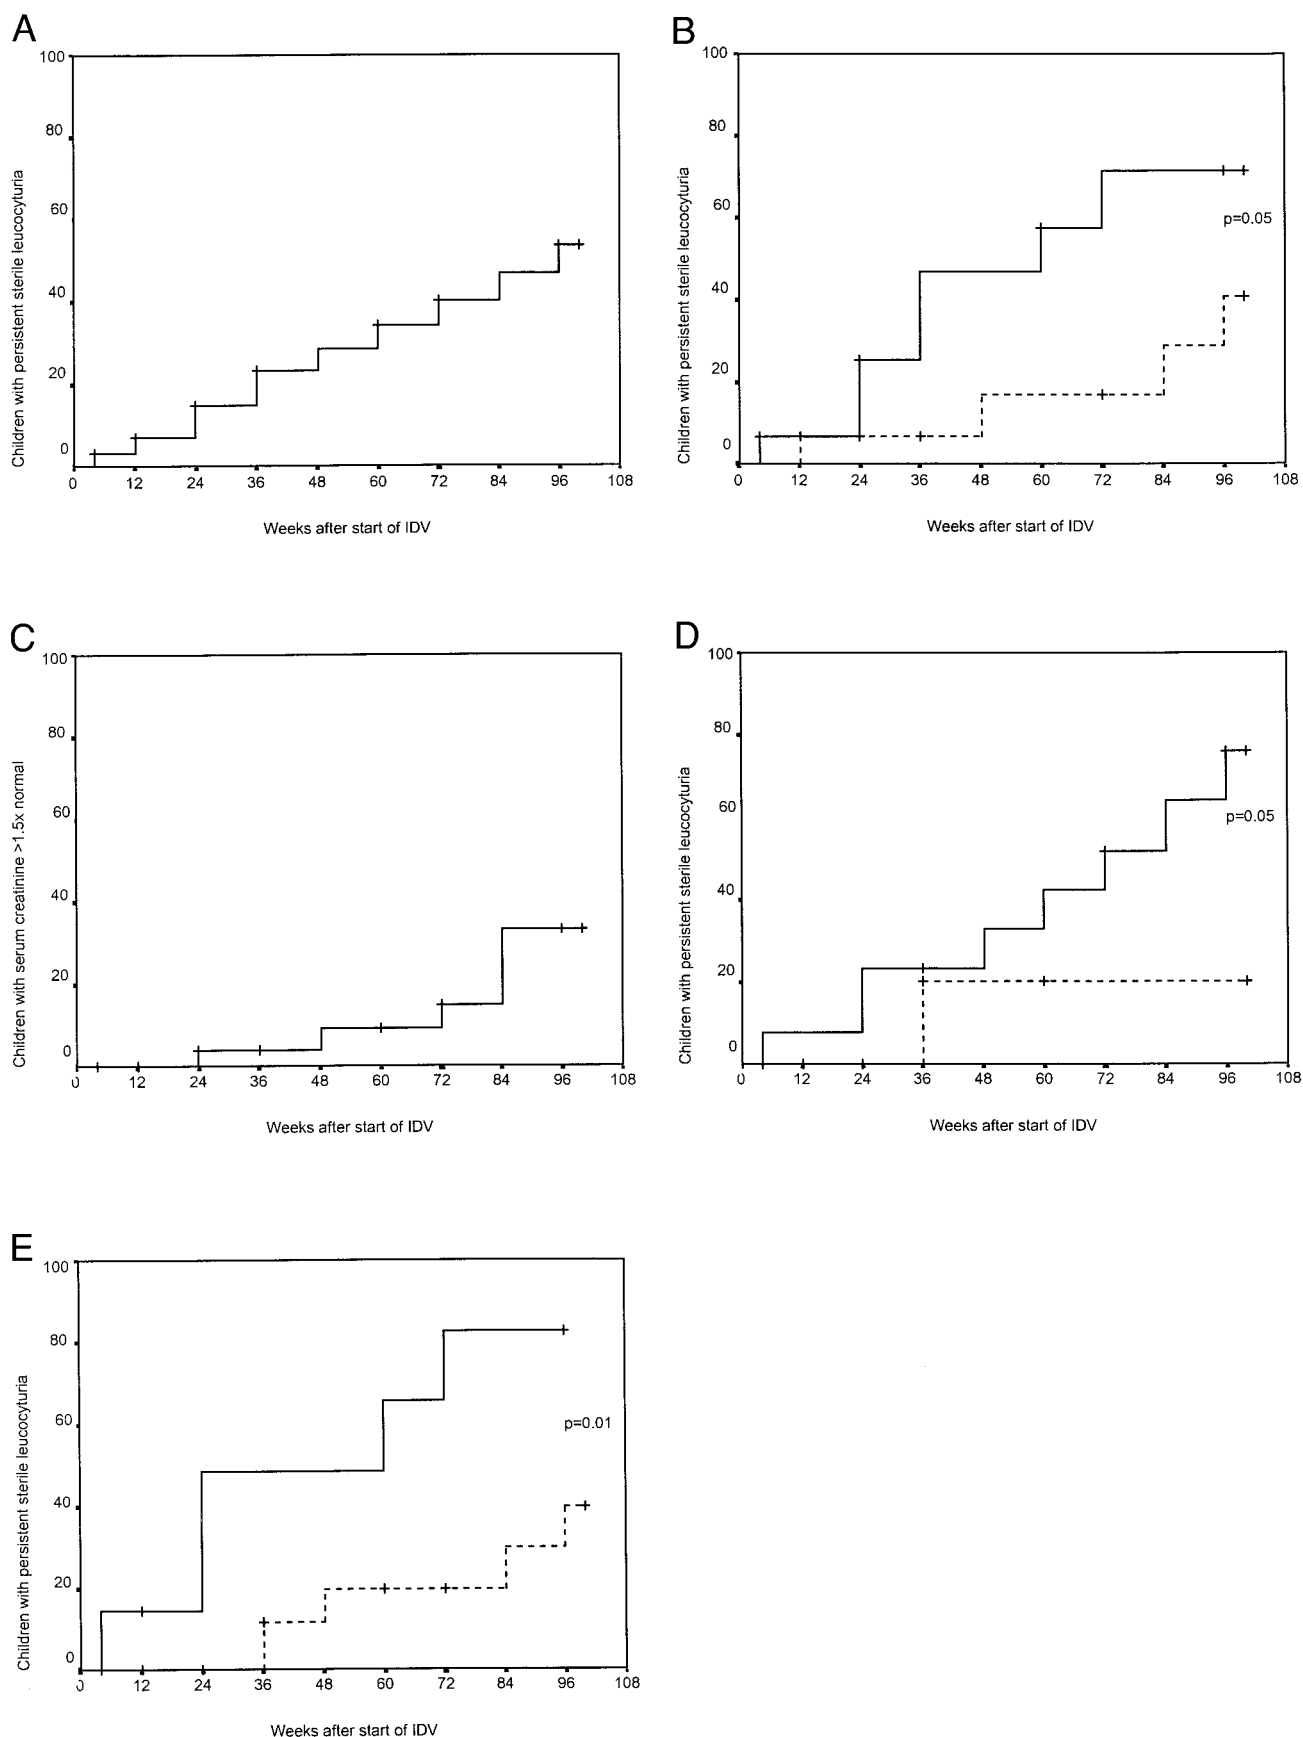 A
Children with persistent sterile leucocyturia
100
80
60
40
20
0
0 12 24 36 48 60 72 84 96 108
Weeks after start of IDV
B
Children with persistent sterile leucocyturia
100
80
60
40
20
0
p=0.05
0 12 24 36 48 60 72 84 96 108
Weeks after start of IDV
C
Children with serum creatinine >1.5x normal
100
80
60
40
20
0
0 12 24 36 48 60 72 84 96 108
Weeks after start of IDV
D
Children with persistent sterile leucocyturia
100
80
60
40
20
0
p=0.05
0 12 24 36 48 60 72 84 96 108
Weeks after start of IDV
E
Children with persistent sterile leucocyturia
100
80
60
40
20
0
p=0.01
0 12 24 36 48 60 72 84 96 108
Weeks after start of IDV